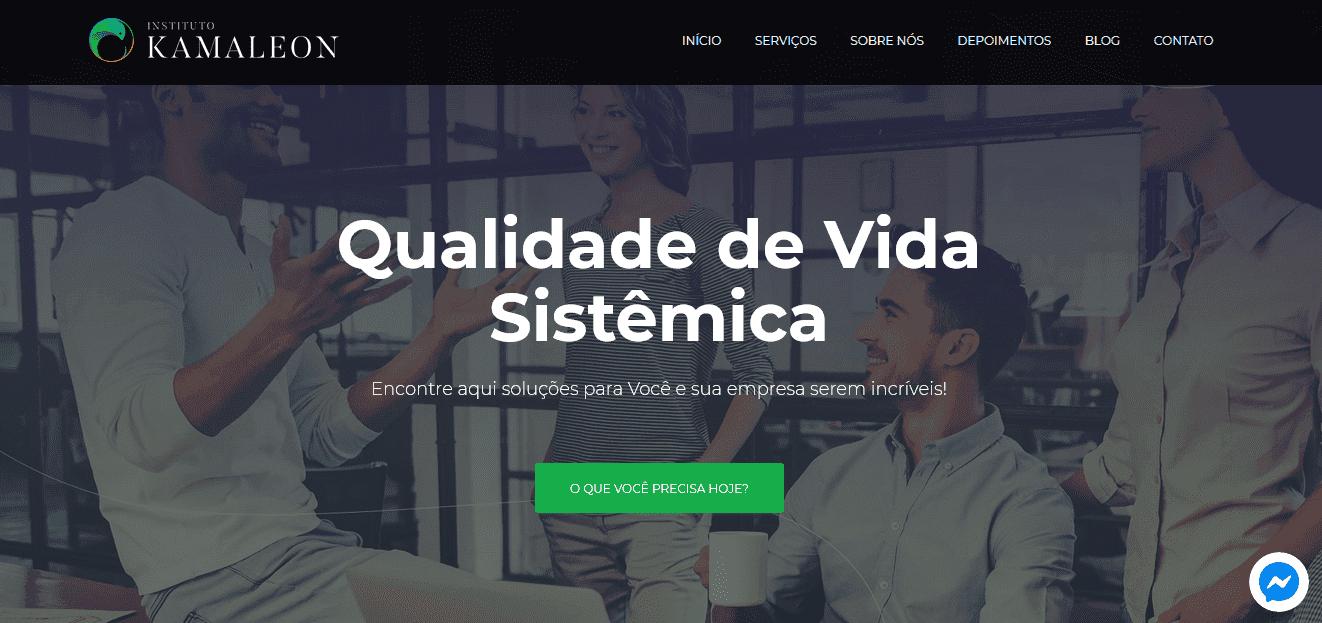 INSTITUTO
KAMALEON
INÍCIO SERVIÇOS SOBRE NÓS DEPOIMENTOS BLOG CONTATO
Qualidade de Vida
Sistêmica
Encontre aqui soluções para Você e sua empresa serem incríveis!
O QUE VOCÊ PRECISA HOJE?